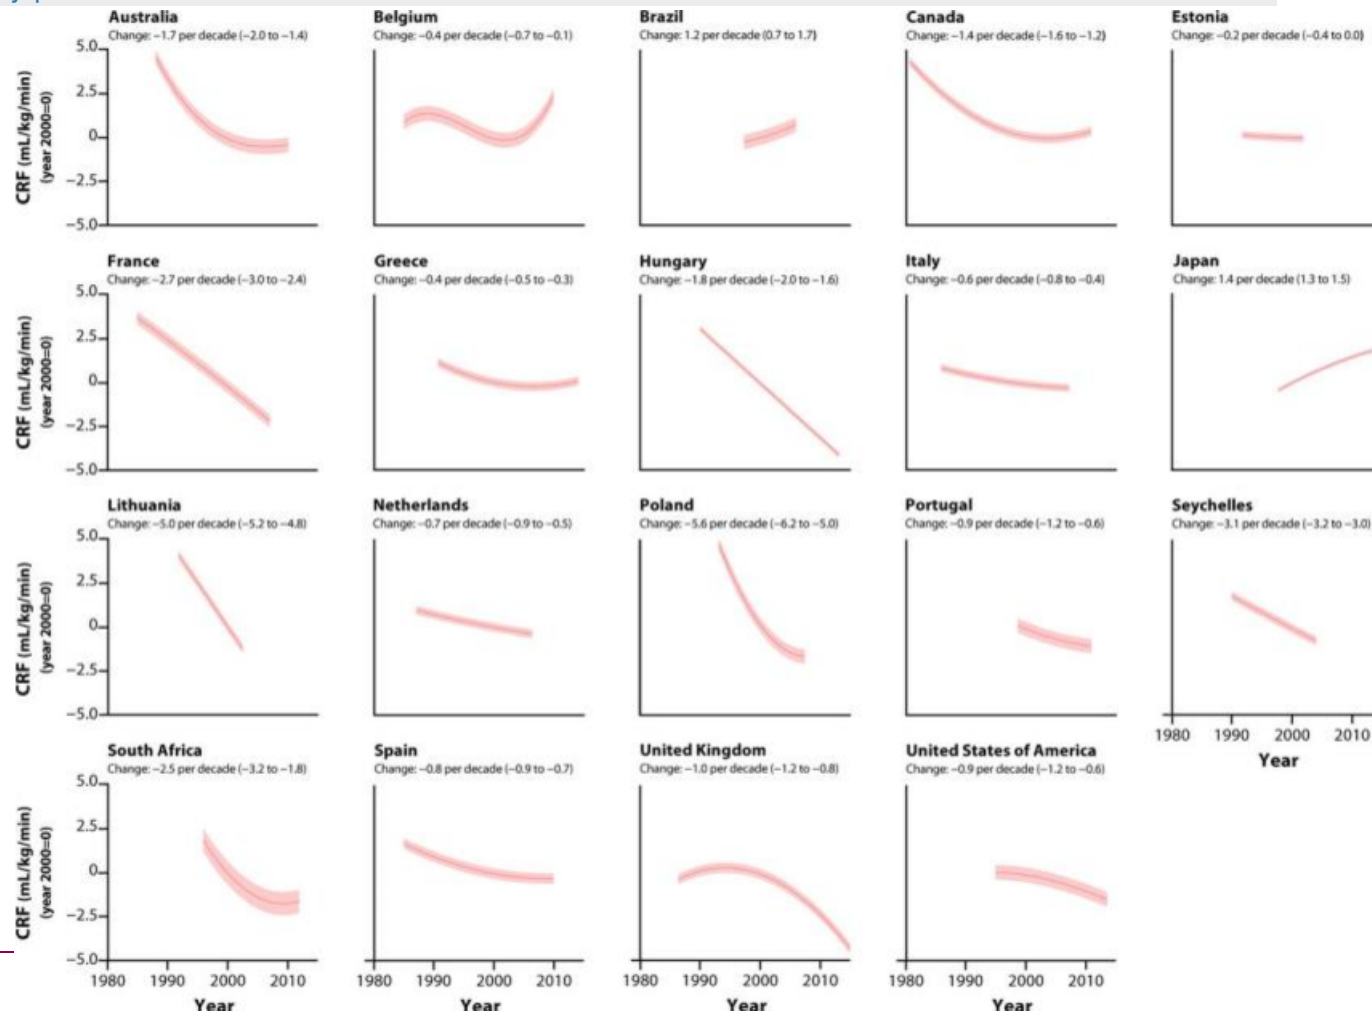 Australia
Change: −1.7 per decade (−2.0 to −1.4)
Belgium
Change: −0.4 per decade (−0.7 to −0.1)
Brazil
Change: 1.2 per decade (0.7 to 1.7)
Canada
Change: −1.4 per decade (−1.6 to −1.2)
Estonia
Change: −0.2 per decade (−0.4 to 0.0)
CRF (mL/kg/min)
(year 2000=0)
5.0
2.5
0
−2.5
−5.0
France
Change: −2.7 per decade (−3.0 to −2.4)
Greece
Change: −0.4 per decade (−0.5 to −0.3)
Hungary
Change: −1.8 per decade (−2.0 to −1.6)
Italy
Change: −0.6 per decade (−0.8 to −0.4)
Japan
Change: 1.4 per decade (1.3 to 1.5)
CRF (mL/kg/min)
(year 2000=0)
5.0
2.5
0
−2.5
−5.0
Lithuania
Change: −5.0 per decade (−5.2 to −4.8)
Netherlands
Change: −0.7 per decade (−0.9 to −0.5)
Poland
Change: −5.6 per decade (−6.2 to −5.0)
Portugal
Change: −0.9 per decade (−1.2 to −0.6)
Seychelles
Change: −3.1 per decade (−3.2 to −3.0)
CRF (mL/kg/min)
(year 2000=0)
5.0
2.5
0
−2.5
−5.0
1980 1990 2000 2010
Year
South Africa
Change: −2.5 per decade (−3.2 to −1.8)
Spain
Change: −0.8 per decade (−0.9 to −0.7)
United Kingdom
Change: −1.0 per decade (−1.2 to −0.8)
United States of America
Change: −0.9 per decade (−1.2 to −0.6)
CRF (mL/kg/min)
(year 2000=0)
5.0
2.5
0
−2.5
−5.0
1980 1990 2000 2010
Year
1980 1990 2000 2010
Year
1980 1990 2000 2010
Year
1980 1990 2000 2010
Year